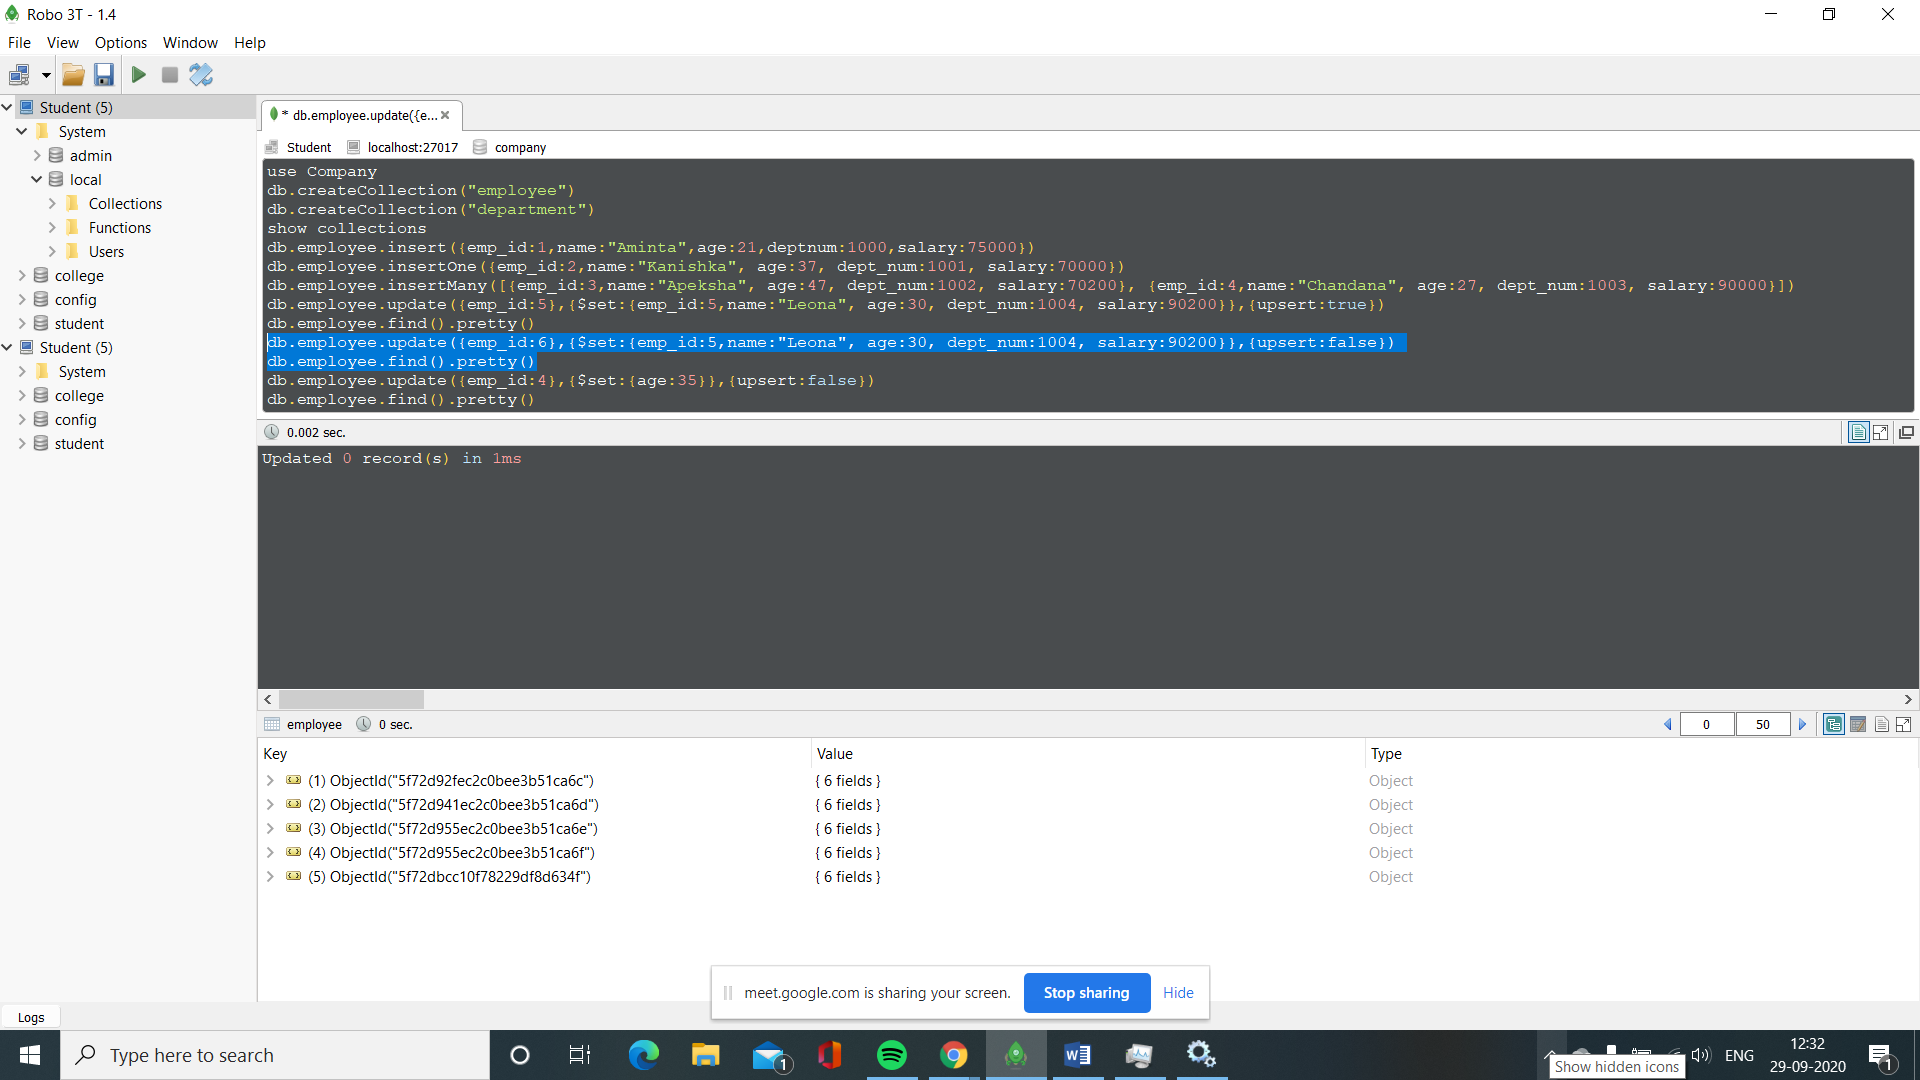 Robo 3T - 1.4
File View Options Window Help
Student (5)
System
admin
local
Collections
Functions
Users
college
config
student
Student (5)
System
college
config
student
* db.employee.update({e...
Student localhost:27017 company
use Company
db.createCollection("employee")
db.createCollection("department")
show collections
db.employee.insert({emp_id:1,name:"Aminta",age:21,deptnum:1000,salary:75000})
db.employee.insertOne({emp_id:2,name:"Kanishka", age:37, dept_num:1001, salary:70000})
db.employee.insertMany([{emp_id:3,name:"Apeksha", age:47, dept_num:1002, salary:70200}, {emp_id:4,name:"Chandana", age:27, dept_num:1003, salary:90000}])
db.employee.update({emp_id:5},{$set:{emp_id:5,name:"Leona", age:30, dept_num:1004, salary:90200}},{upsert:true})
db.employee.find().pretty()
db.employee.update({emp_id:6},{$set:{emp_id:5,name:"Leona", age:30, dept_num:1004, salary:90200}},{upsert:false})
db.employee.find().pretty()
db.employee.update({emp_id:4},{$set:{age:35}},{upsert:false})
db.employee.find().pretty()
0.002 sec.
Updated 0 record(s) in 1ms
employee 0 sec. 0 50
Key Value Type
(1) ObjectId("5f72d92fec2c0bee3b51ca6c") { 6 fields } Object
(2) ObjectId("5f72d941ec2c0bee3b51ca6d") { 6 fields } Object
(3) ObjectId("5f72d955ec2c0bee3b51ca6e") { 6 fields } Object
(4) ObjectId("5f72d955ec2c0bee3b51ca6f") { 6 fields } Object
(5) ObjectId("5f72dbcc10f78229df8d634f") { 6 fields } Object
meet.google.com is sharing your screen. Stop sharing Hide
Logs
Type here to search
1
ENG
12:32
29-09-2020
1
Show hidden icons